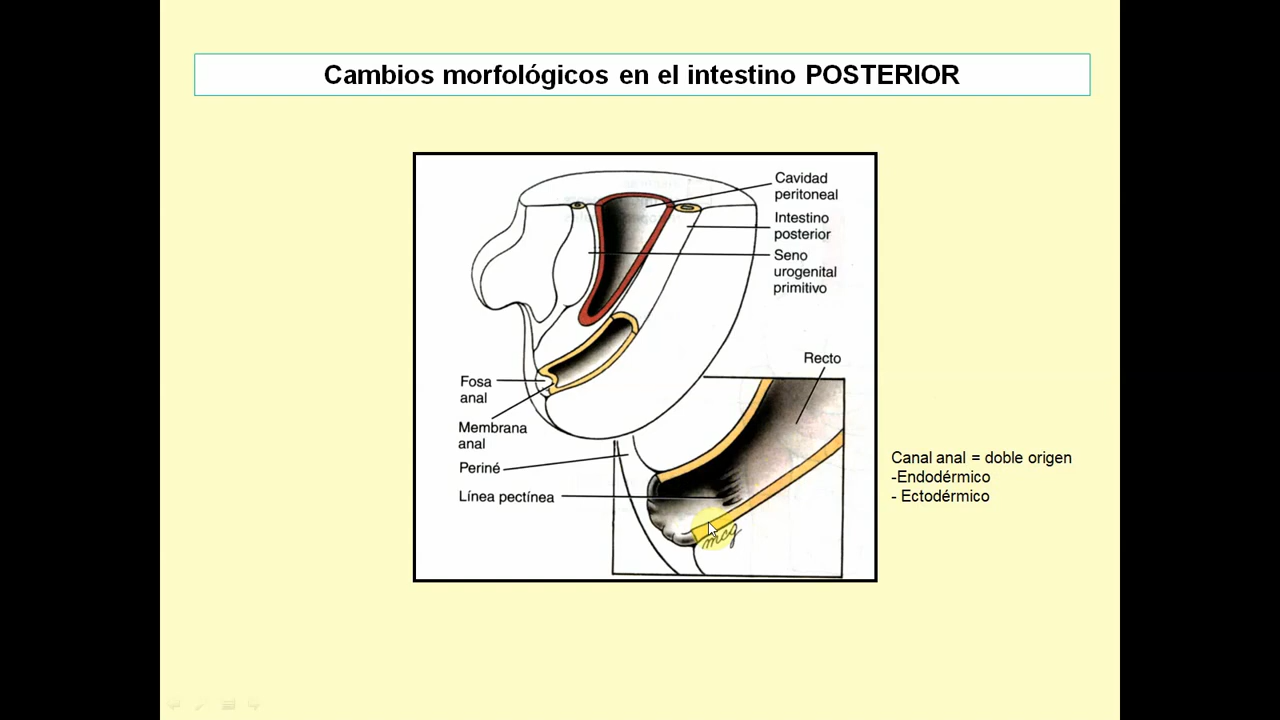 Cambios morfológicos en el intestino POSTERIOR
Cavidad
peritoneal
Intestino
posterior
Seno
urogenital
primitivo
Recto
Fosa
anal
Membrana
anal
Periné
Línea pectínea
Canal anal = doble origen
-Endodérmico
- Ectodérmico
mcg